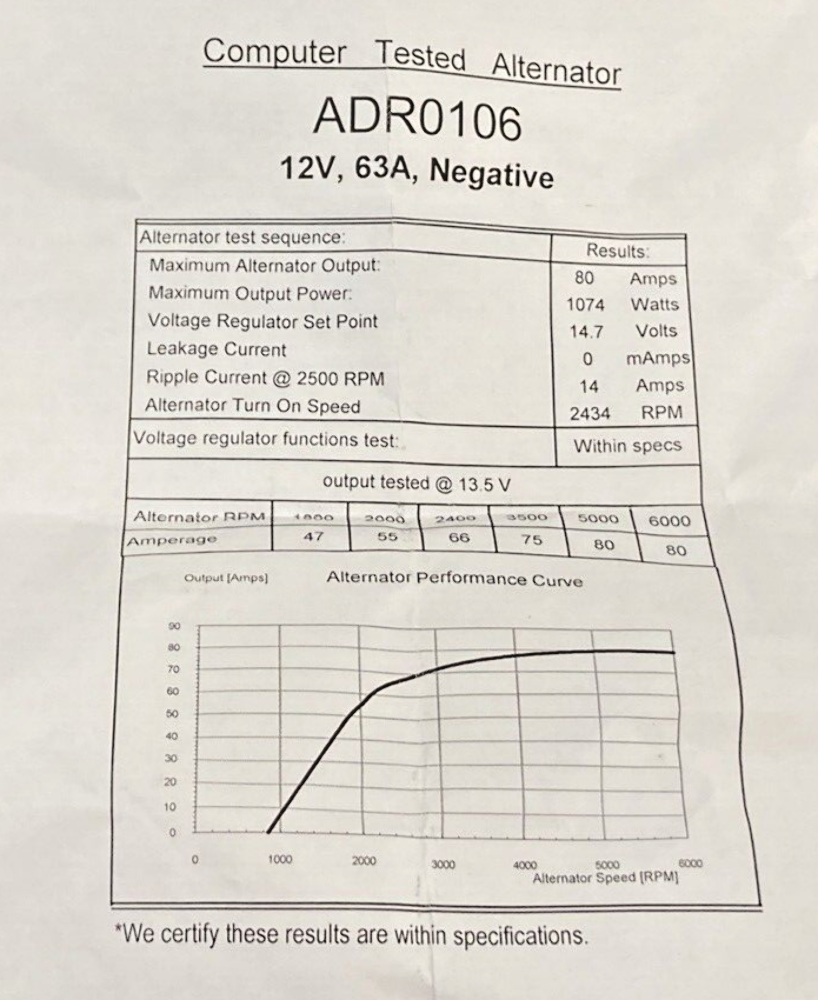 Computer Tested Alternator
ADR0106
12V, 63A, Negative
Alternator test sequence: Results:
Maximum Alternator Output: 80 Amps
Maximum Output Power: 1074 Watts
Voltage Regulator Set Point 14.7 Volts
Leakage Current 0 mAmps
Ripple Current @ 2500 RPM 14 Amps
Alternator Turn On Speed 2434 RPM
Voltage regulator functions test: Within specs
output tested @ 13.5 V
Alternator RPM 2000 2400 3500 5000 6000
Amperage 47 55 66 75 80 80
Output [Amps] Alternator Performance Curve
90
80
70
60
50
40
30
20
10
0
0 1000 2000 3000 4000 5000 6000
Alternator Speed [RPM]
*We certify these results are within specifications.